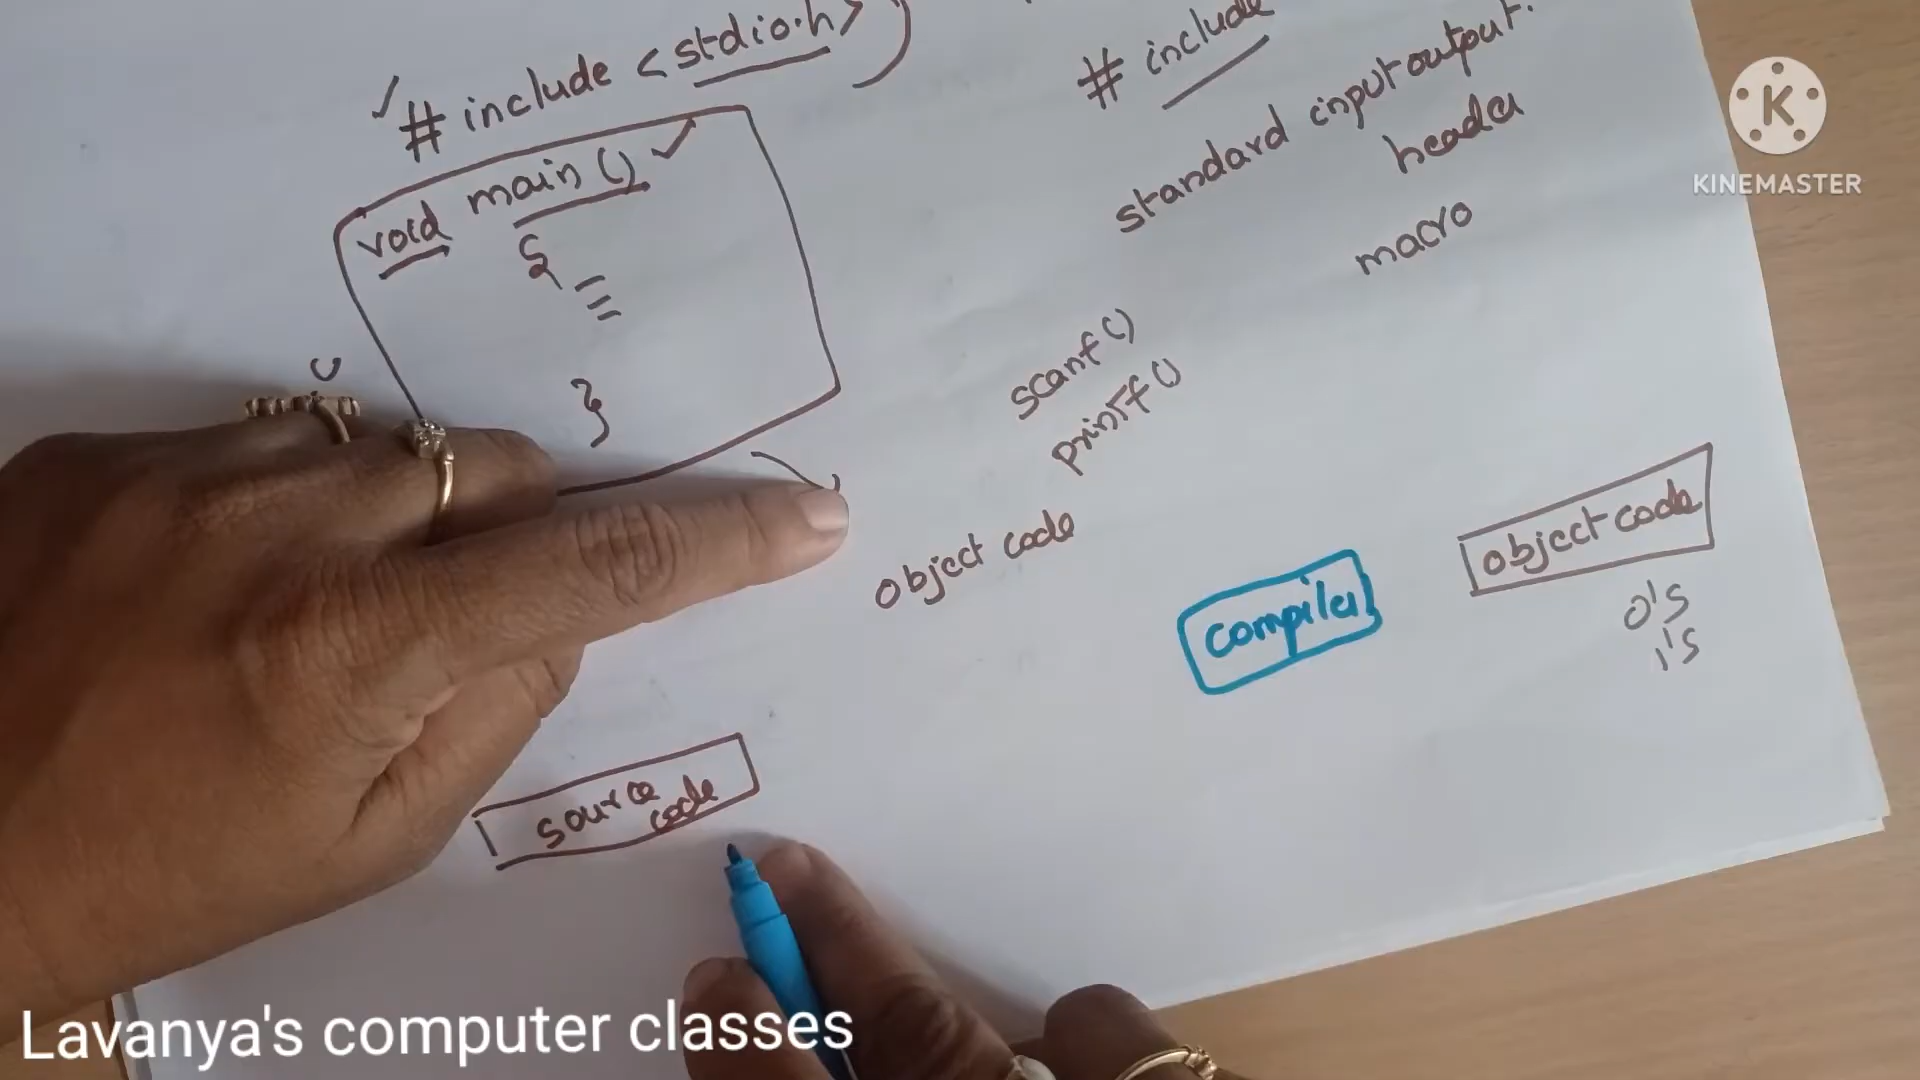 # include <stdio.h>
void main ()
{
}
# include
standard input output.
header
macro
scanf ()
printf ()
object code
compiler
object code
0's
1's
source
code
KINEMASTER
Lavanya's computer classes